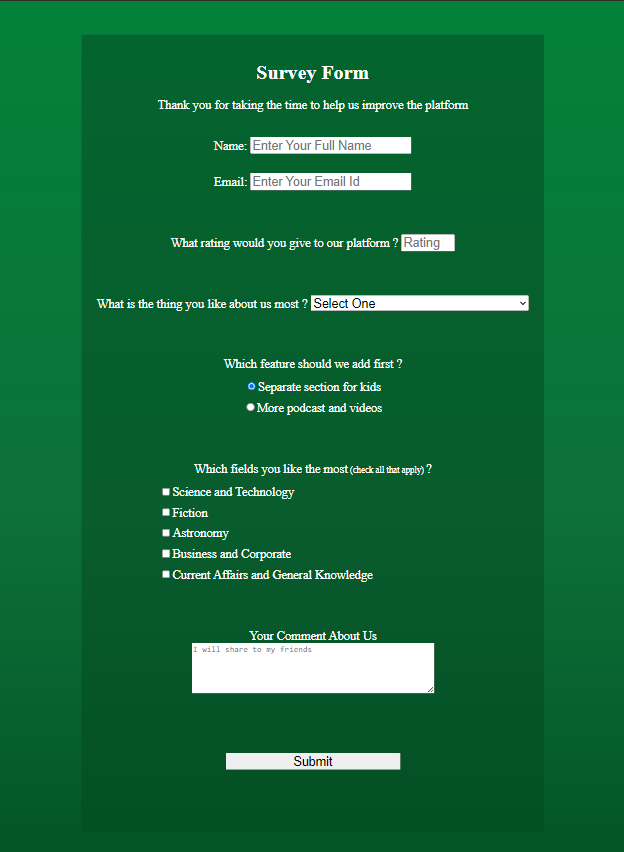 Survey Form
Thank you for taking the time to help us improve the platform
Name: Enter Your Full Name
Email: Enter Your Email Id
What rating would you give to our platform ? Rating
What is the thing you like about us most ? Select One
Which feature should we add first ?
Separate section for kids
More podcast and videos
Which fields you like the most (check all that apply) ?
Science and Technology
Fiction
Astronomy
Business and Corporate
Current Affairs and General Knowledge
Your Comment About Us
I will share to my friends
Submit